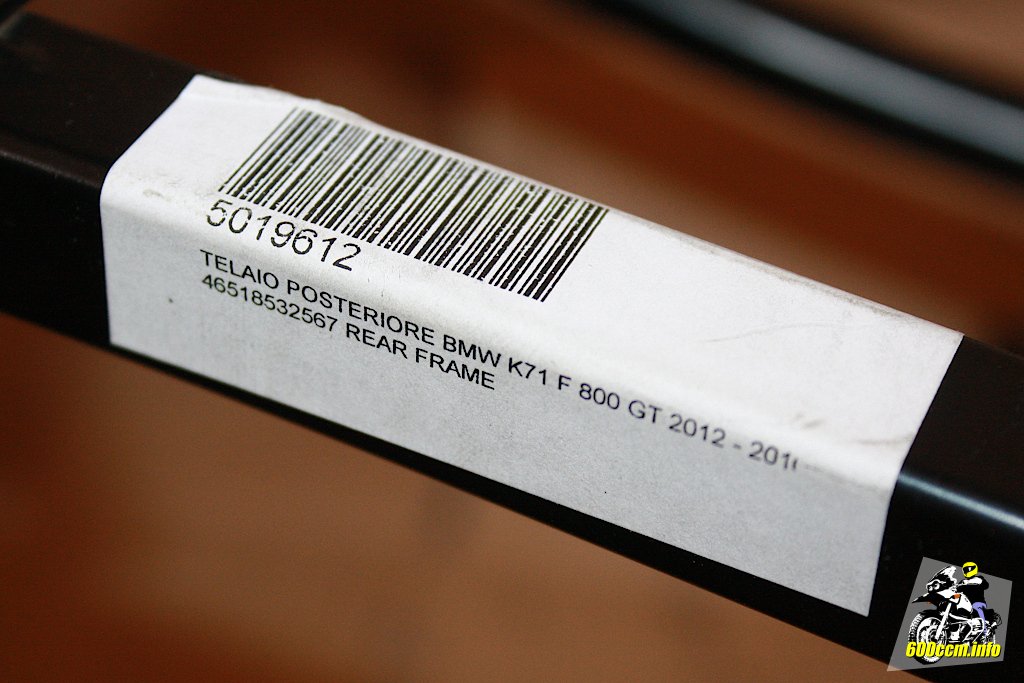 5019612
TELAIO POSTERIORE BMW K71 F 800 GT 2012 -
46518532567 REAR FRAME
600ccm.info